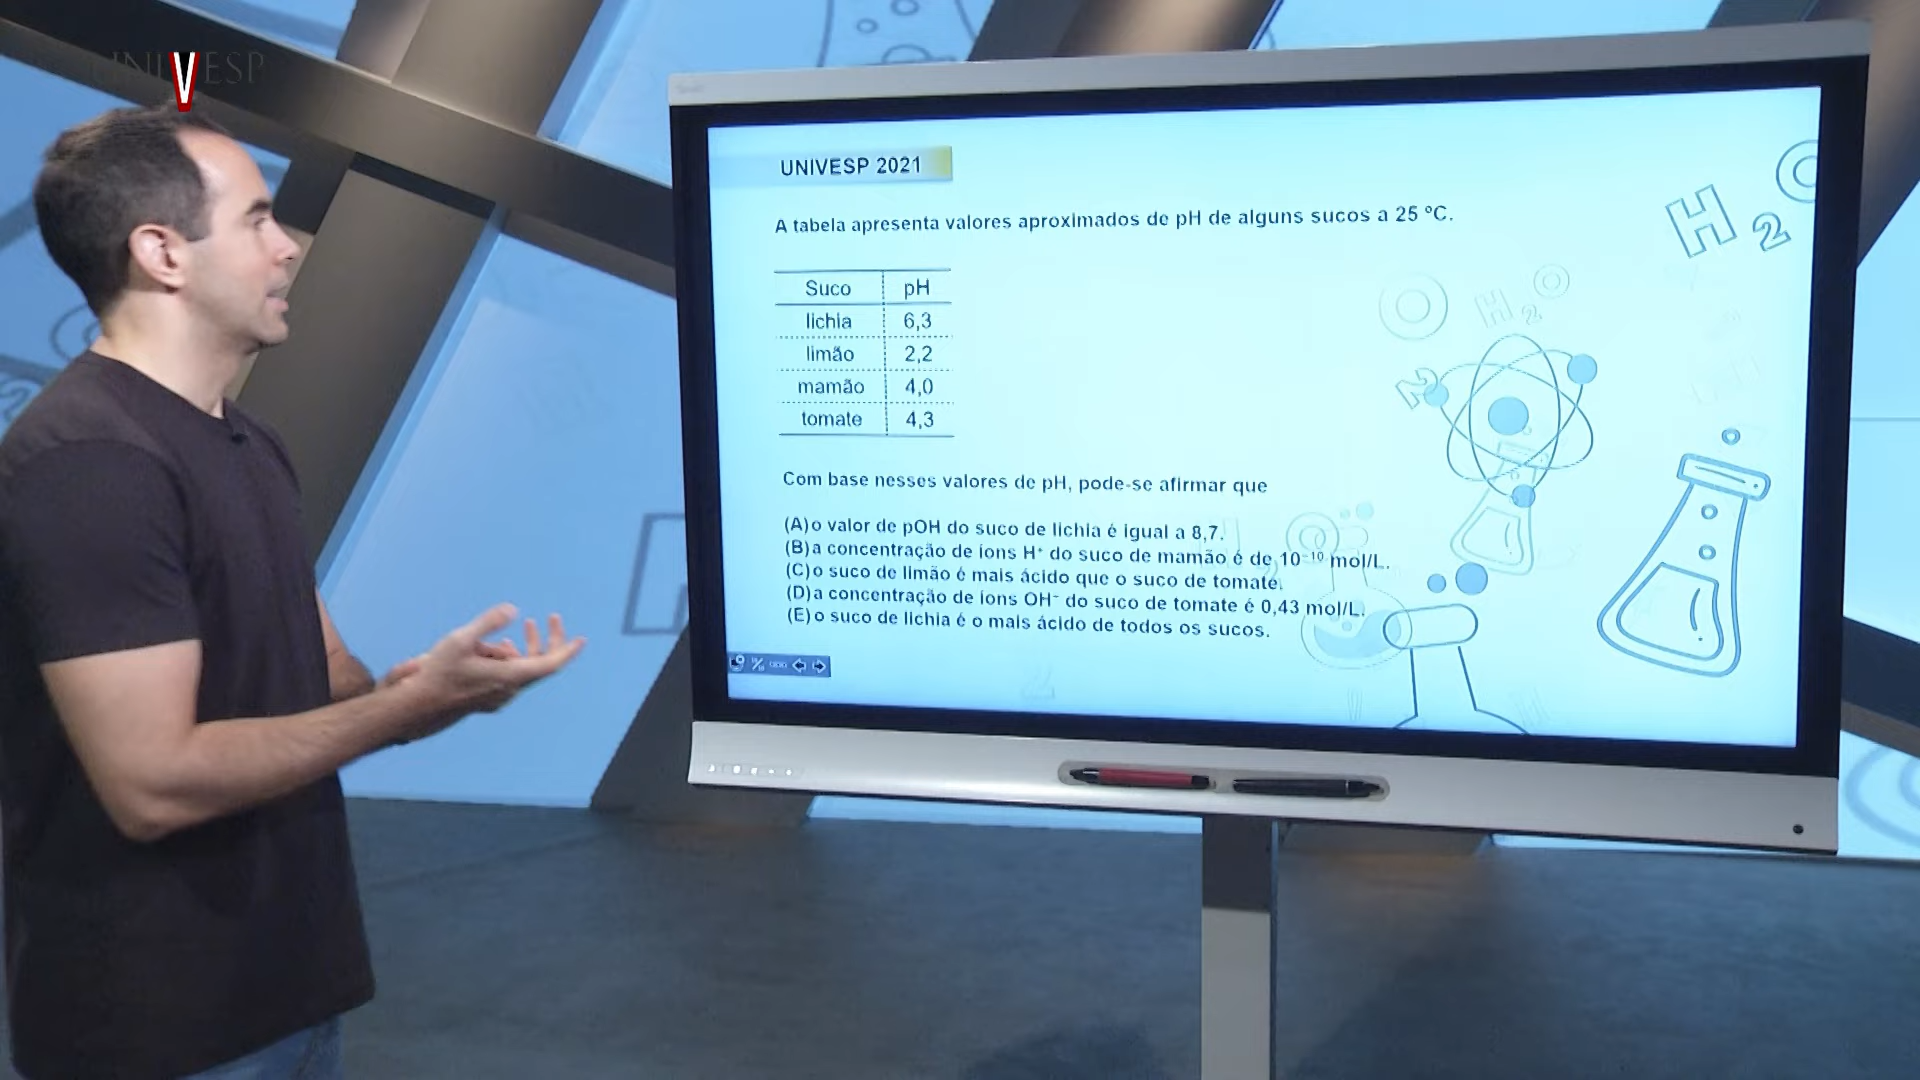 UNIVESP
UNIVESP 2021
A tabela apresenta valores aproximados de pH de alguns sucos a 25 ºC.
Suco pH
lichia 6,3
limão 2,2
mamão 4,0
tomate 4,3
Com base nesses valores de pH, pode-se afirmar que
(A) o valor de pOH do suco de lichia é igual a 8,7.
(B) a concentração de íons H⁺ do suco de mamão é de 10⁻¹⁰ mol/L.
(C) o suco de limão é mais ácido que o suco de tomate.
(D) a concentração de íons OH⁻ do suco de tomate é 0,43 mol/L.
(E) o suco de lichia é o mais ácido de todos os sucos.
H₂O
H₂O